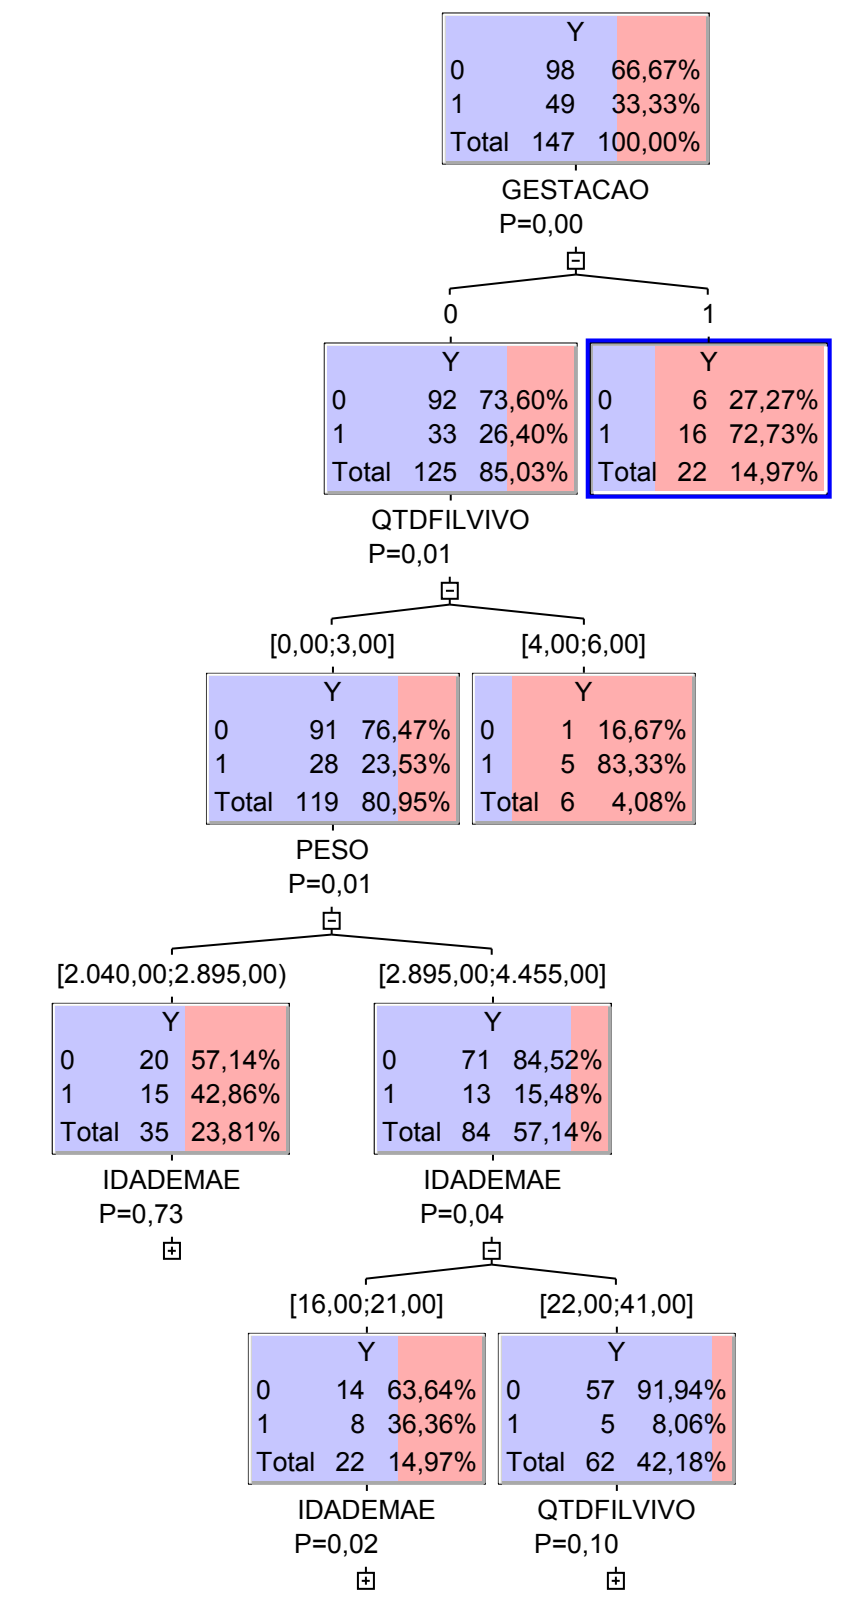 Y
0 98 66,67%
1 49 33,33%
Total 147 100,00%
GESTACAO
P=0,00
0 1
Y
0 92 73,60%
1 33 26,40%
Total 125 85,03%
Y
0 6 27,27%
1 16 72,73%
Total 22 14,97%
QTDFILVIVO
P=0,01
[0,00;3,00] [4,00;6,00]
Y
0 91 76,47%
1 28 23,53%
Total 119 80,95%
Y
0 1 16,67%
1 5 83,33%
Total 6 4,08%
PESO
P=0,01
[2.040,00;2.895,00) [2.895,00;4.455,00]
Y
0 20 57,14%
1 15 42,86%
Total 35 23,81%
Y
0 71 84,52%
1 13 15,48%
Total 84 57,14%
IDADEMAE
P=0,73
IDADEMAE
P=0,04
[16,00;21,00] [22,00;41,00]
Y
0 14 63,64%
1 8 36,36%
Total 22 14,97%
Y
0 57 91,94%
1 5 8,06%
Total 62 42,18%
IDADEMAE
P=0,02
QTDFILVIVO
P=0,10